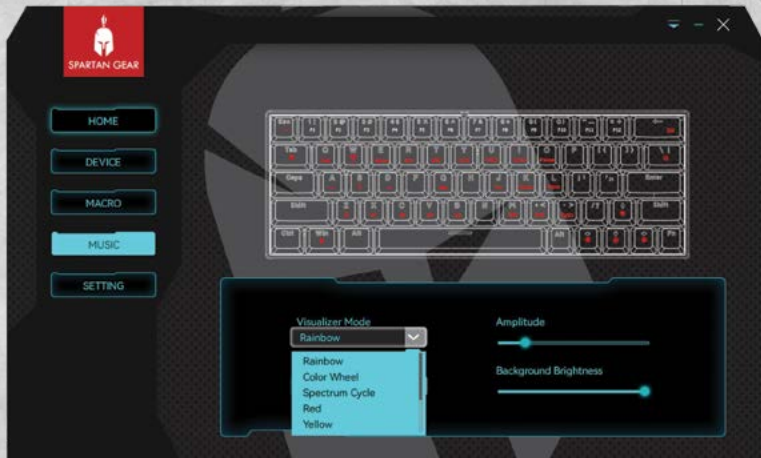 SPARTAN GEAR
HOME
DEVICE
MACRO
MUSIC
SETTING
Esc
Tab Q W E R T Y U I O P
Caps A S D F G H J K L Enter
Shift Z X C V B N M Shift
Ctrl Win Alt Alt Fn
Visualizer Mode
Rainbow
Rainbow
Color Wheel
Spectrum Cycle
Red
Yellow
Amplitude
Background Brightness